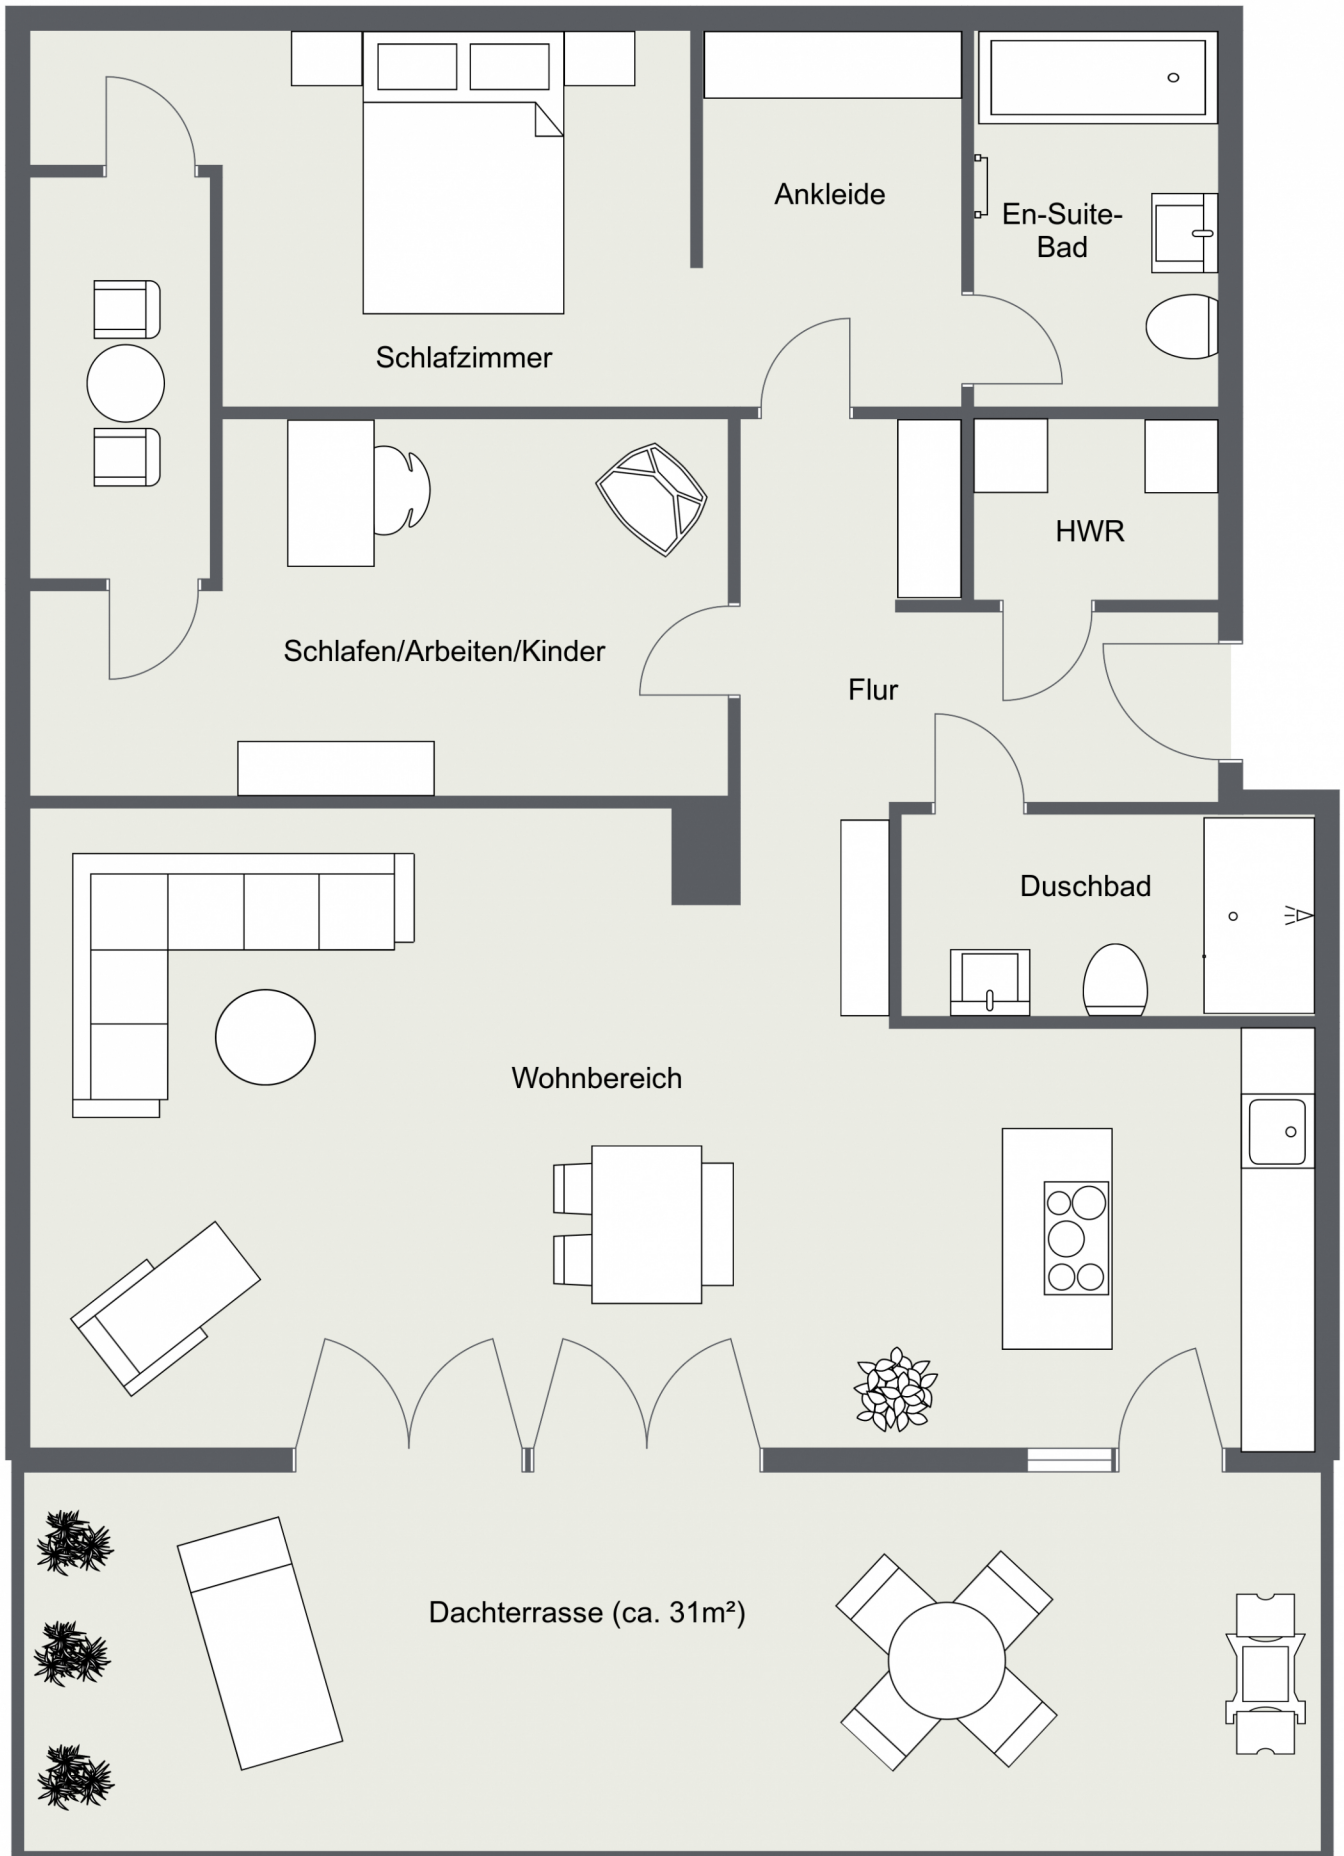 Ankleide
En-Suite-
Bad
Schlafzimmer
HWR
Schlafen/Arbeiten/Kinder
Flur
Duschbad
Wohnbereich
Dachterrasse (ca. 31m²)